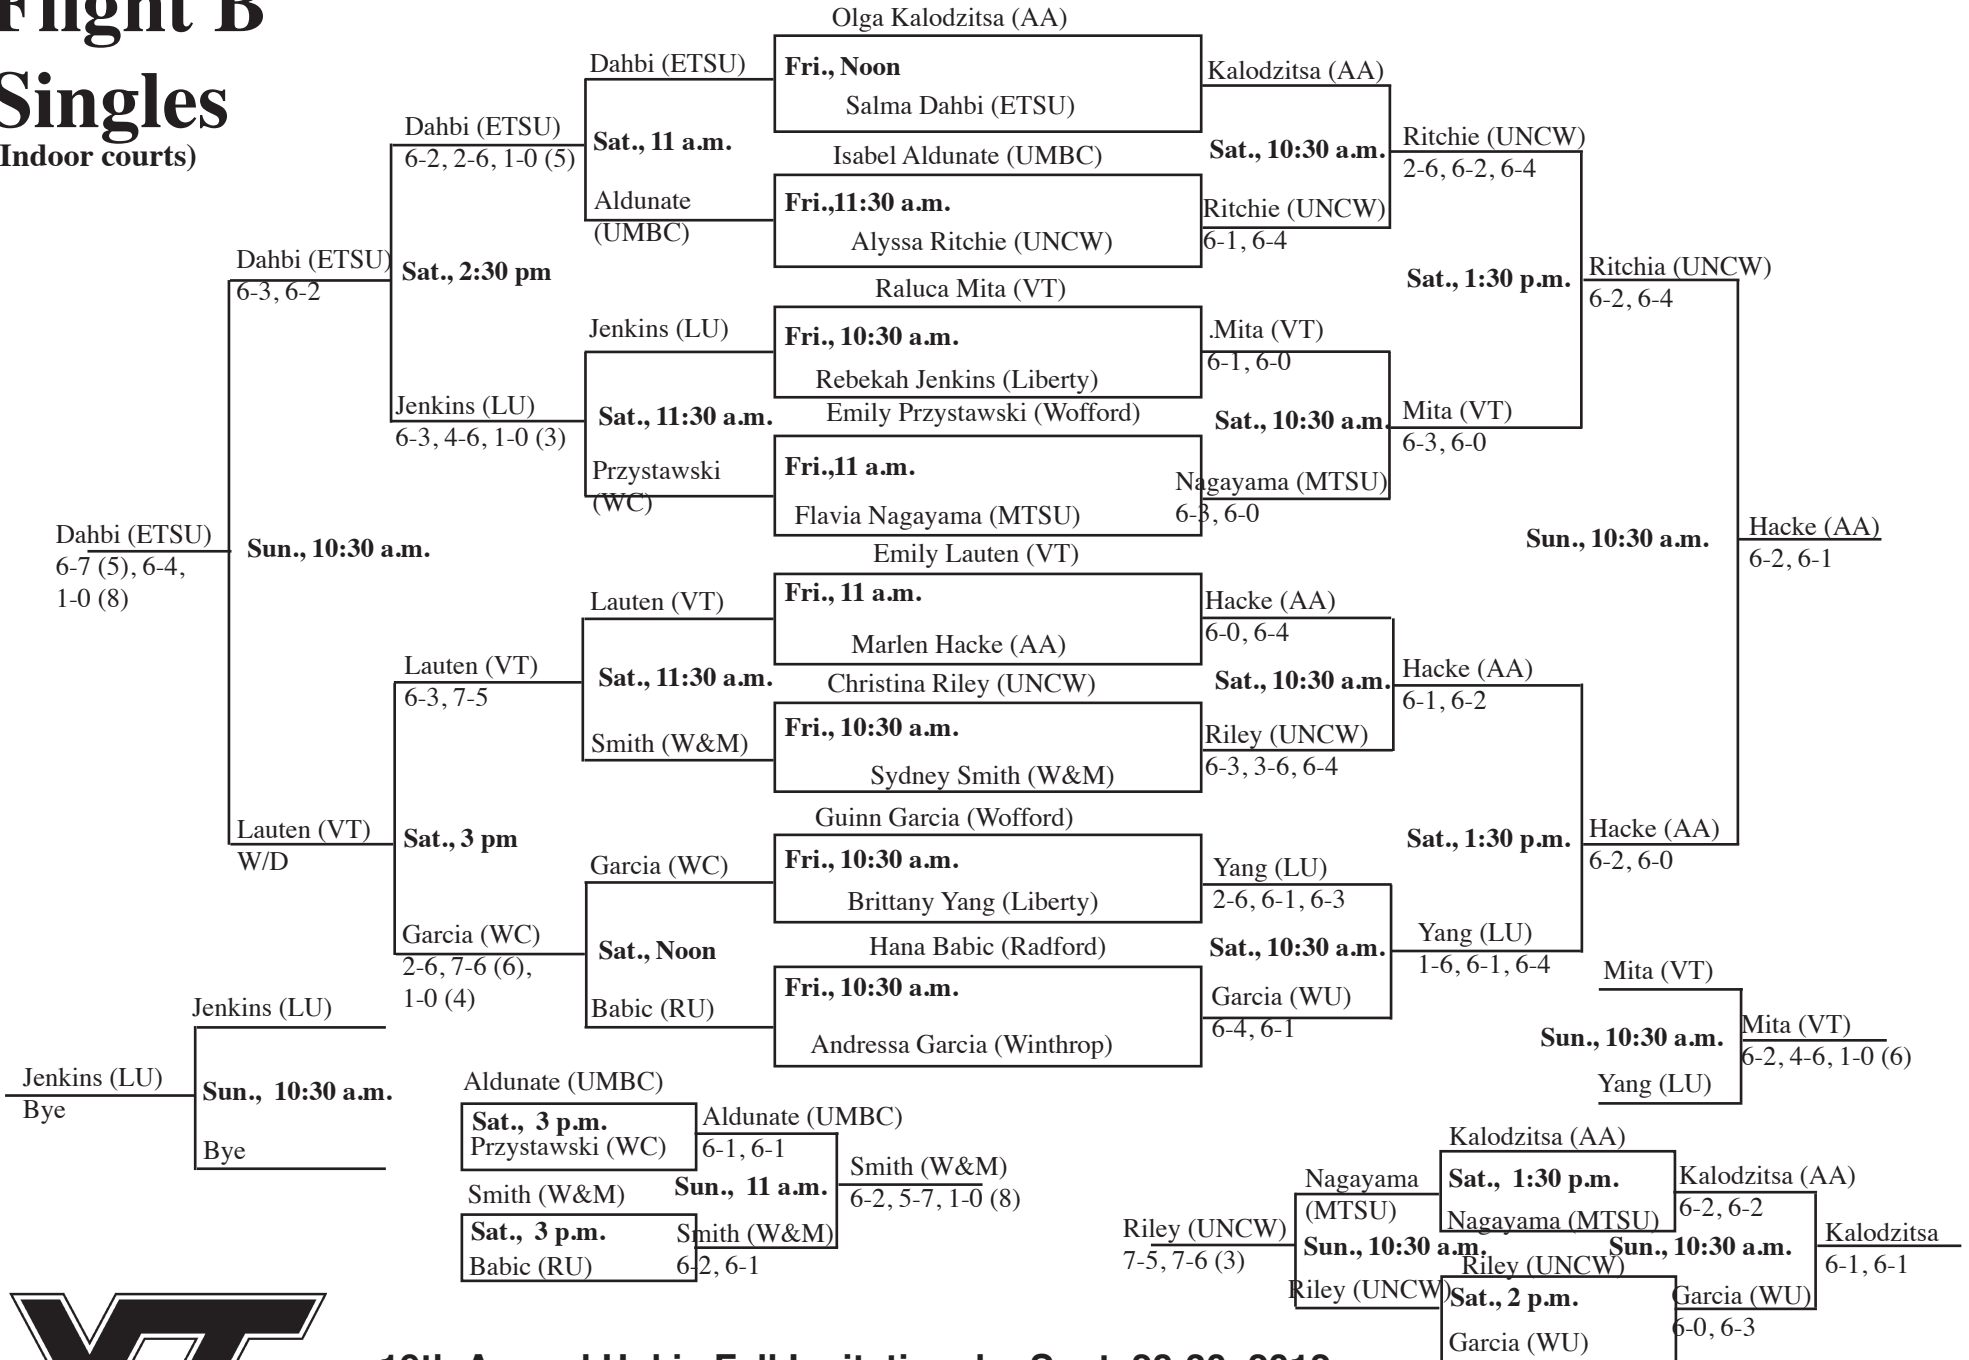 Flight B
Singles
(Indoor courts)
Olga Kalodzitsa (AA)
Fri., Noon
Salma Dahbi (ETSU)
Isabel Aldunate (UMBC)
Fri.,11:30 a.m.
Alyssa Ritchie (UNCW)
Raluca Mita (VT)
Fri., 10:30 a.m.
Rebekah Jenkins (Liberty)
Emily Przystawski (Wofford)
Fri.,11 a.m.
Flavia Nagayama (MTSU)
Emily Lauten (VT)
Fri., 11 a.m.
Marlen Hacke (AA)
Christina Riley (UNCW)
Fri., 10:30 a.m.
Sydney Smith (W&M)
Guinn Garcia (Wofford)
Fri., 10:30 a.m.
Brittany Yang (Liberty)
Hana Babic (Radford)
Fri., 10:30 a.m.
Andressa Garcia (Winthrop)
Dahbi (ETSU)
Sat., 11 a.m.
Aldunate
(UMBC)
Jenkins (LU)
Sat., 11:30 a.m.
Przystawski
(WC)
Lauten (VT)
Sat., 11:30 a.m.
Smith (W&M)
Garcia (WC)
Sat., Noon
Babic (RU)
Dahbi (ETSU)
6-2, 2-6, 1-0 (5)
Sat., 2:30 pm
Jenkins (LU)
6-3, 4-6, 1-0 (3)
Lauten (VT)
6-3, 7-5
Sat., 3 pm
Garcia (WC)
2-6, 7-6 (6),
1-0 (4)
Dahbi (ETSU)
6-3, 6-2
Sun., 10:30 a.m.
Lauten (VT)
W/D
Dahbi (ETSU)
6-7 (5), 6-4,
1-0 (8)
Kalodzitsa (AA)
Sat., 10:30 a.m.
Ritchie (UNCW)
6-1, 6-4
.Mita (VT)
6-1, 6-0
Sat., 10:30 a.m.
Nagayama (MTSU)
6-3, 6-0
Hacke (AA)
6-0, 6-4
Sat., 10:30 a.m.
Riley (UNCW)
6-3, 3-6, 6-4
Yang (LU)
2-6, 6-1, 6-3
Sat., 10:30 a.m.
Garcia (WU)
6-4, 6-1
Ritchie (UNCW)
2-6, 6-2, 6-4
Sat., 1:30 p.m.
Mita (VT)
6-3, 6-0
Hacke (AA)
6-1, 6-2
Sat., 1:30 p.m.
Yang (LU)
1-6, 6-1, 6-4
Ritchia (UNCW)
6-2, 6-4
Sun., 10:30 a.m.
Hacke (AA)
6-2, 6-0
Hacke (AA)
6-2, 6-1
Mita (VT)
Sun., 10:30 a.m.
Yang (LU)
Mita (VT)
6-2, 4-6, 1-0 (6)
Jenkins (LU)
Sun., 10:30 a.m.
Bye
Jenkins (LU)
Bye
Aldunate (UMBC)
Sat., 3 p.m.
Przystawski (WC)
Smith (W&M)
Sat., 3 p.m.
Babic (RU)
Aldunate (UMBC)
6-1, 6-1
Sun., 11 a.m.
Smith (W&M)
6-2, 6-1
Smith (W&M)
6-2, 5-7, 1-0 (8)
Kalodzitsa (AA)
Sat., 1:30 p.m.
Nagayama (MTSU)
Riley (UNCW)
Sat., 2 p.m.
Garcia (WU)
Nagayama
(MTSU)
Sun., 10:30 a.m.
Riley (UNCW)
Riley (UNCW)
7-5, 7-6 (3)
Kalodzitsa (AA)
6-2, 6-2
Sun., 10:30 a.m.
Garcia (WU)
6-0, 6-3
Kalodzitsa
6-1, 6-1
VT